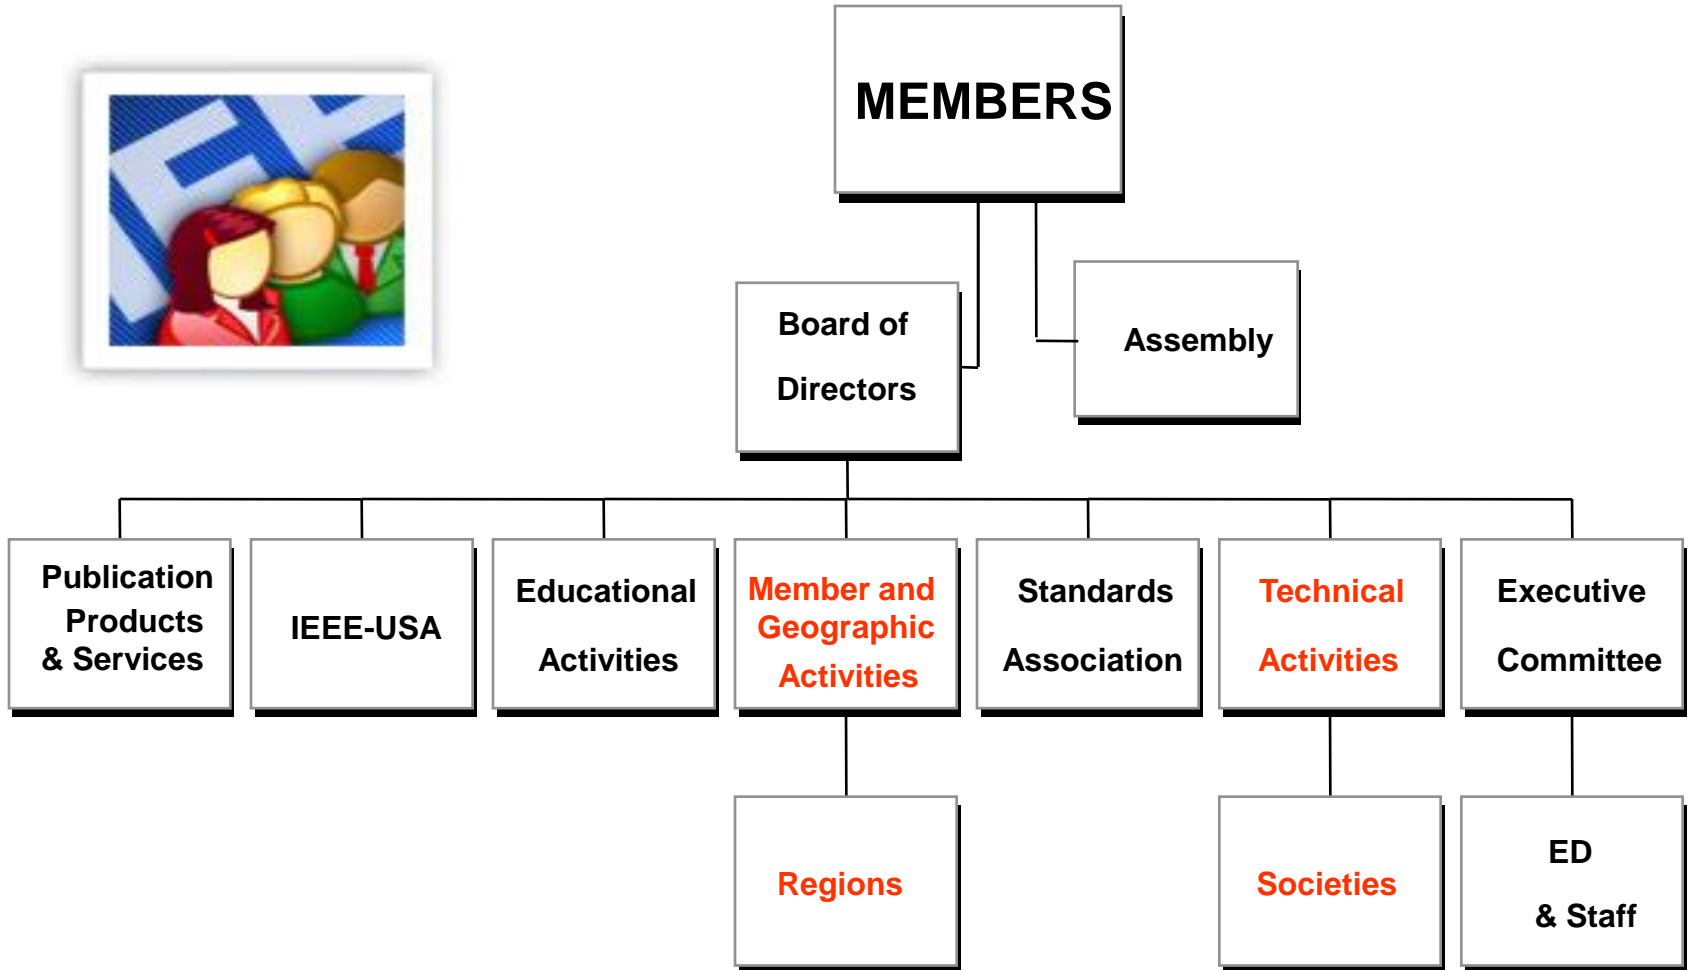 MEMBERS
Board of
Directors
Assembly
Publication
Products
& Services
IEEE-USA
Educational
Activities
Member and
Geographic
Activities
Standards
Association
Technical
Activities
Executive
Committee
Regions
Societies
ED
& Staff